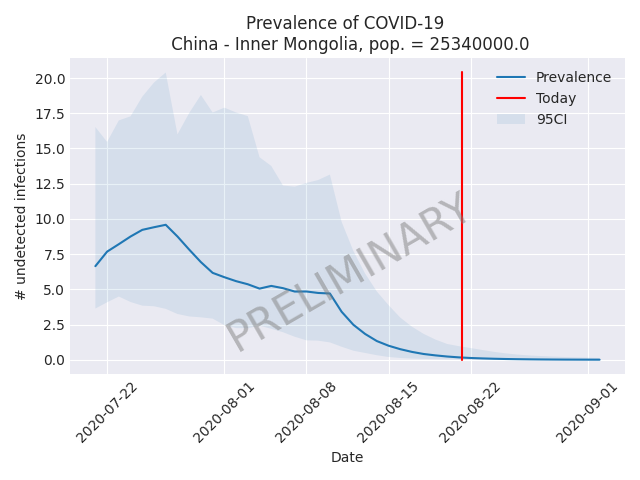 Prevalence of COVID-19
China - Inner Mongolia, pop. = 25340000.0
20.0
17.5
15.0
12.5
10.0
7.5
5.0
2.5
0.0
# undetected infections
Prevalence
Today
95CI
PRELIMINARY
2020-07-22
2020-08-01
2020-08-08
2020-08-15
2020-08-22
2020-09-01
Date